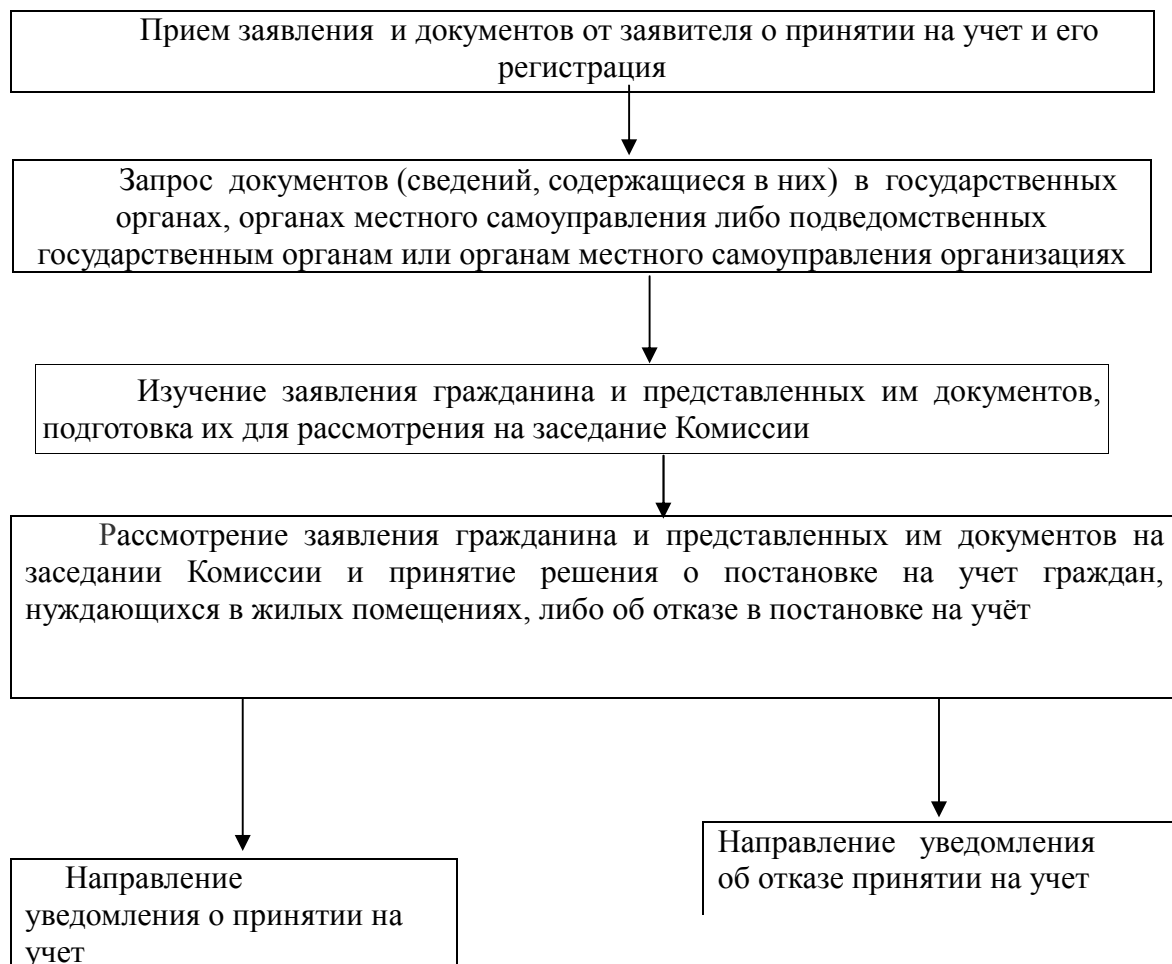 Прием заявления и документов от заявителя о принятии на учет и его
регистрация
Запрос документов (сведений, содержащиеся в них) в государственных
органах, органах местного самоуправления либо подведомственных
государственным органам или органам местного самоуправления организациях
Изучение заявления гражданина и представленных им документов,
подготовка их для рассмотрения на заседание Комиссии
Рассмотрение заявления гражданина и представленных им документов на
заседании Комиссии и принятие решения о постановке на учет граждан,
нуждающихся в жилых помещениях, либо об отказе в постановке на учёт
Направление
уведомления о принятии на
учет
Направление уведомления
об отказе принятии на учет